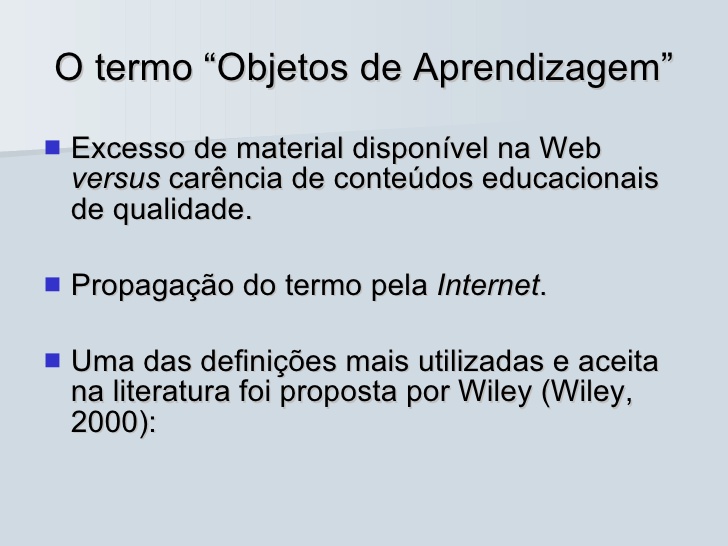 O termo “Objetos de Aprendizagem”
Excesso de material disponível na Web
versus carência de conteúdos educacionais
de qualidade.
Propagação do termo pela Internet.
Uma das definições mais utilizadas e aceita
na literatura foi proposta por Wiley (Wiley,
2000):